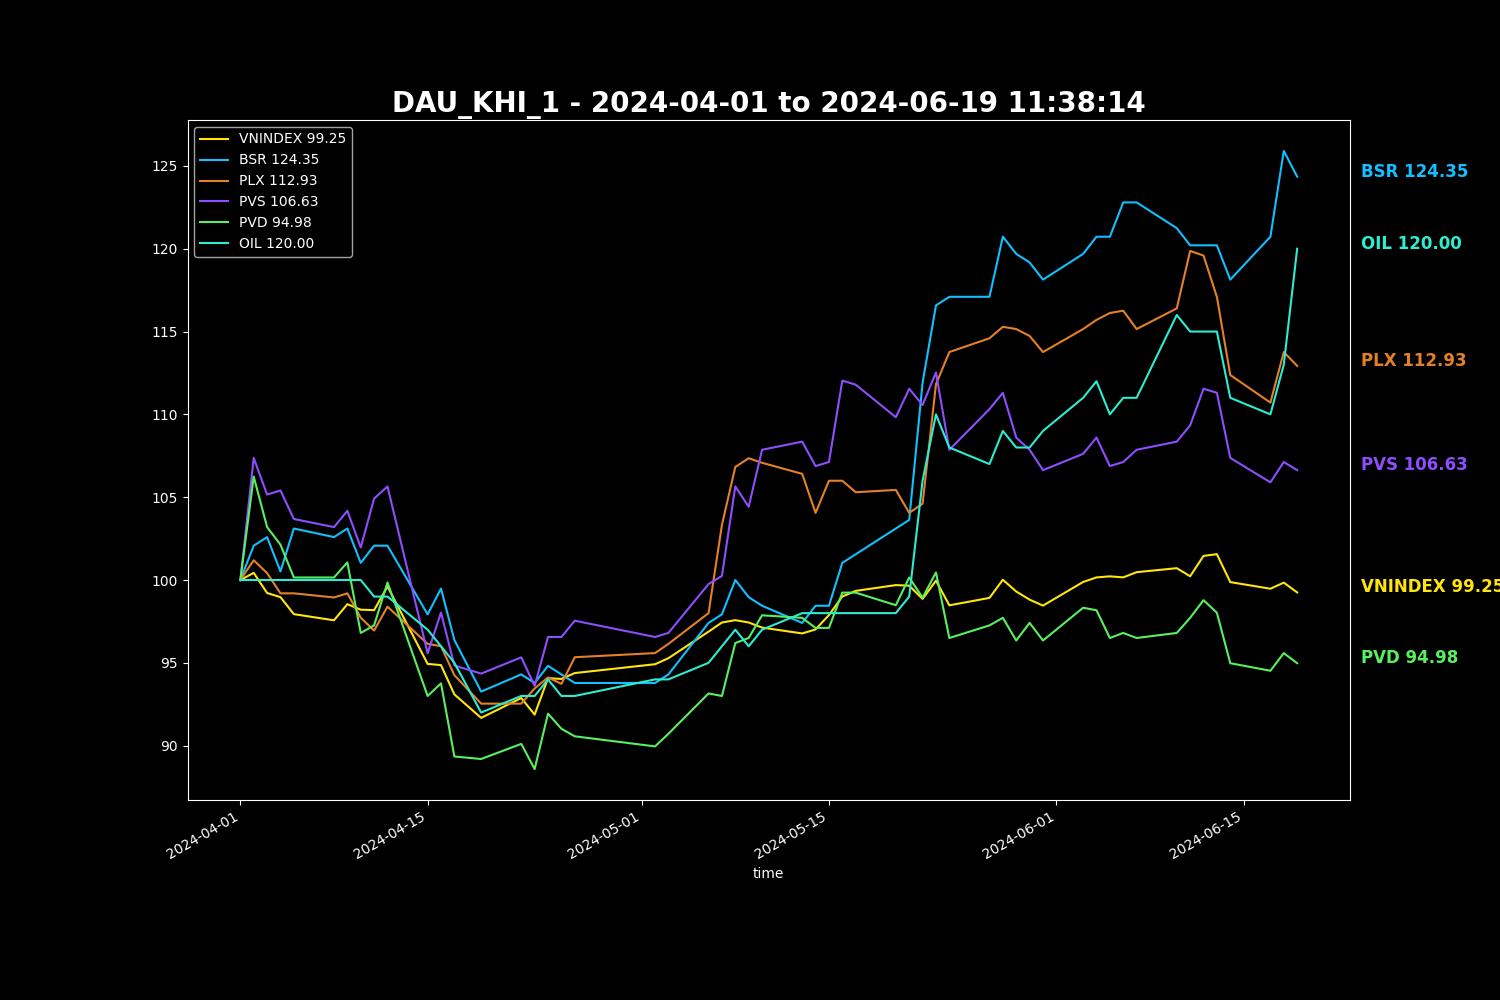 DAU_KHI_1 - 2024-04-01 to 2024-06-19 11:38:14
VNINDEX 99.25
BSR 124.35
PLX 112.93
PVS 106.63
PVD 94.98
OIL 120.00
125
120
115
110
105
100
95
90
BSR 124.35
OIL 120.00
PLX 112.93
PVS 106.63
VNINDEX 99.25
PVD 94.98
2024-04-01
2024-04-15
2024-05-01
2024-05-15
2024-06-01
2024-06-15
time